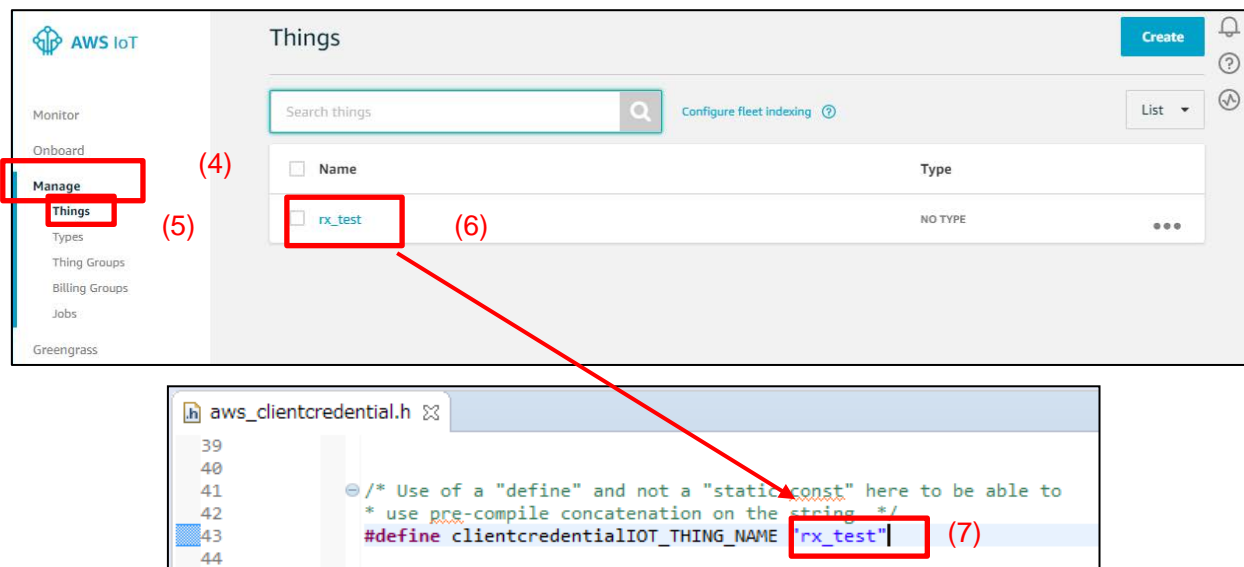 AWS IoT
Things
Create
Monitor
Search things
Configure fleet indexing
List
Onboard
(4)
Manage
Name
Type
Things
(5)
rx_test
(6)
NO TYPE
Types
Thing Groups
Billing Groups
Jobs
Greengrass
.h aws_clientcredential.h
39
40
41 /* Use of a "define" and not a "static const" here to be able to
42 * use pre-compile concatenation on the string. */
43 #define clientcredentialIOT_THING_NAME "rx_test" (7)
44